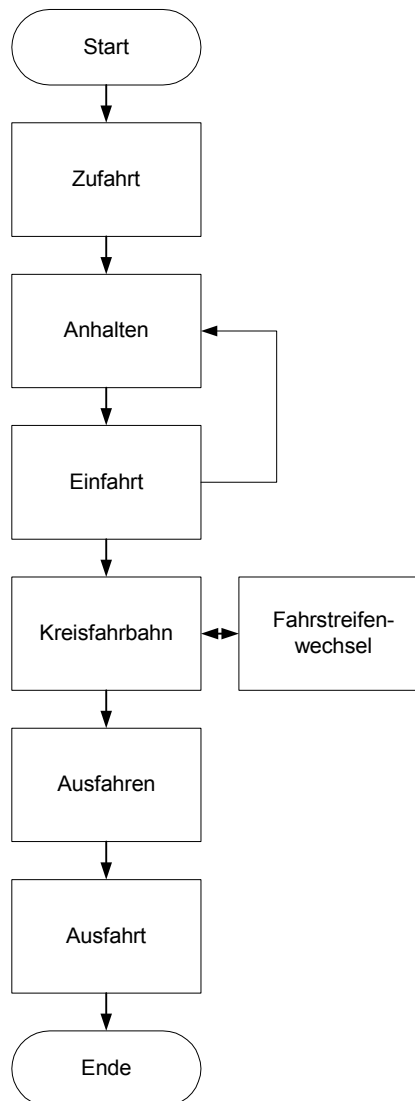 Start
Zufahrt
Anhalten
Einfahrt
Kreisfahrbahn
Fahrstreifen-
wechsel
Ausfahren
Ausfahrt
Ende